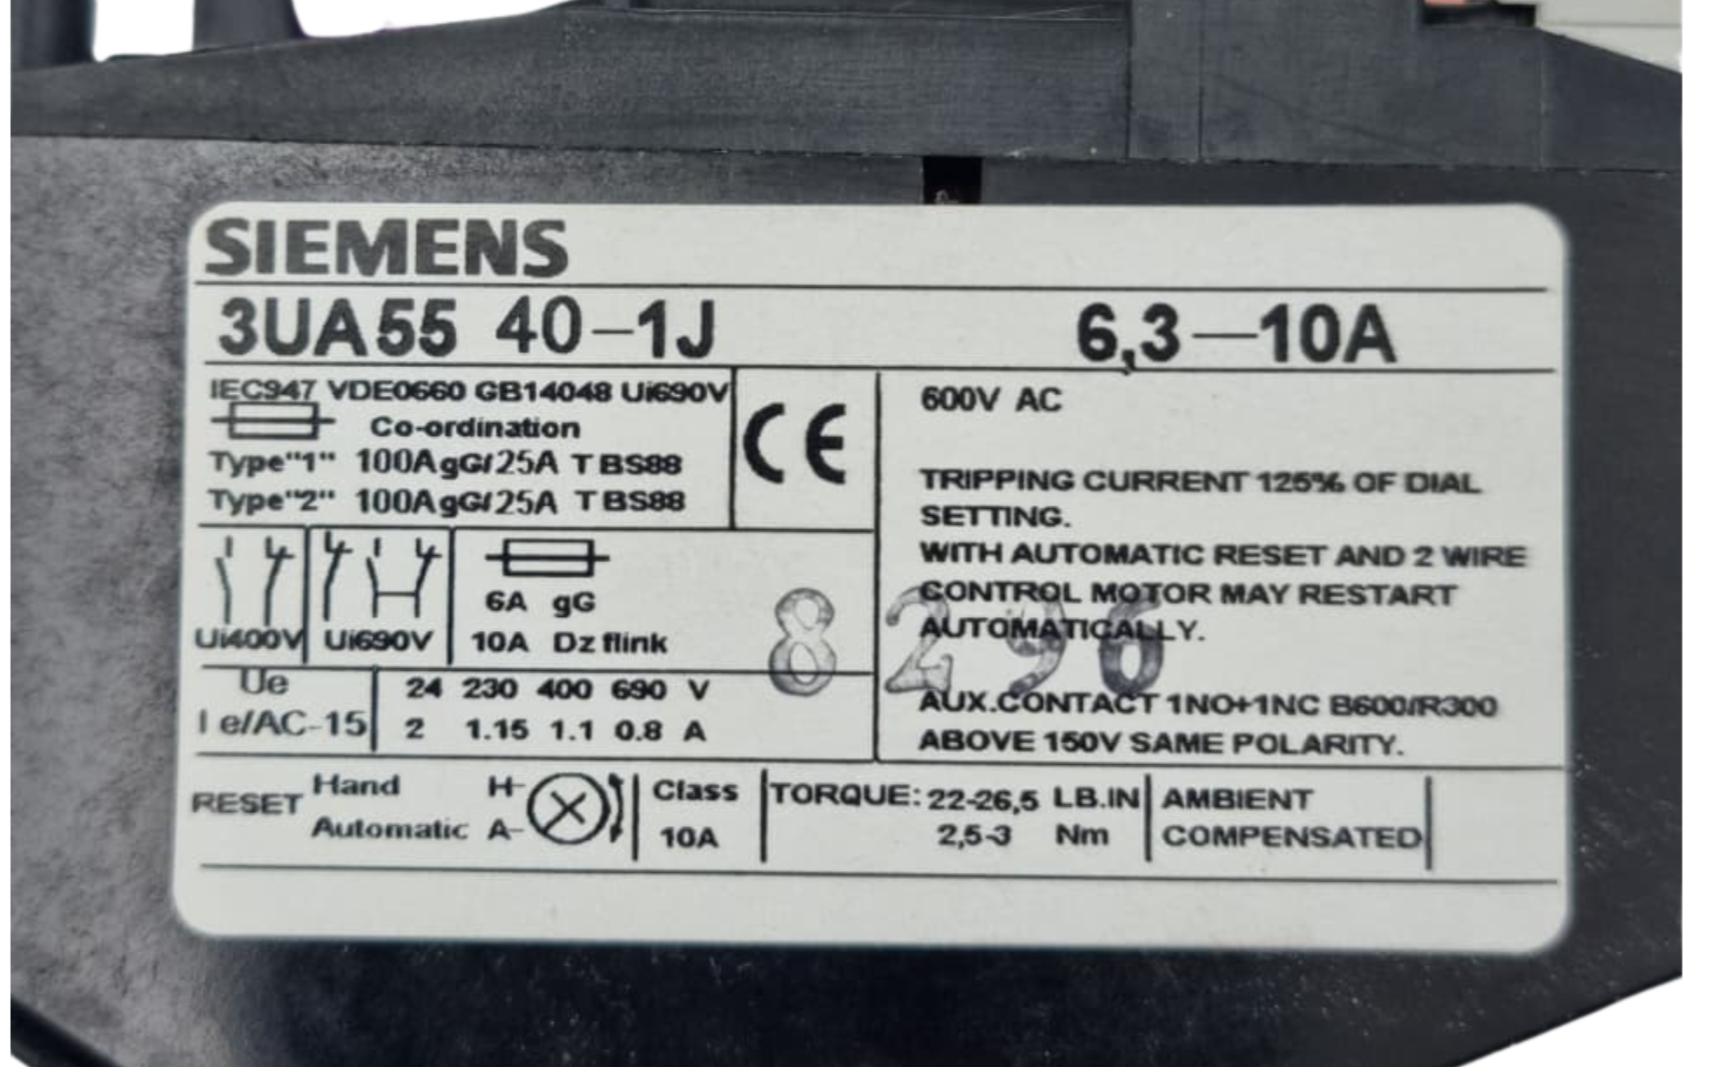 SIEMENS
3UA55 40-1J 6,3-10A
IEC947 VDE0660 GB14048 Ui690V
Co-ordination
Type"1" 100AgG/25A T BS88
Type"2" 100AgG/25A T BS88
CE
600V AC
TRIPPING CURRENT 125% OF DIAL
SETTING.
WITH AUTOMATIC RESET AND 2 WIRE
CONTROL MOTOR MAY RESTART
AUTOMATICALLY.
AUX.CONTACT 1NO+1NC B600/R300
ABOVE 150V SAME POLARITY.
Ui400V Ui690V
6A gG
10A Dz flink
8296
Ue 24 230 400 690 V
Ie/AC-15 2 1.15 1.1 0.8 A
RESET Hand H-
Automatic A-
Class
10A
TORQUE: 22-26,5 LB.IN
2,5-3 Nm
AMBIENT
COMPENSATED